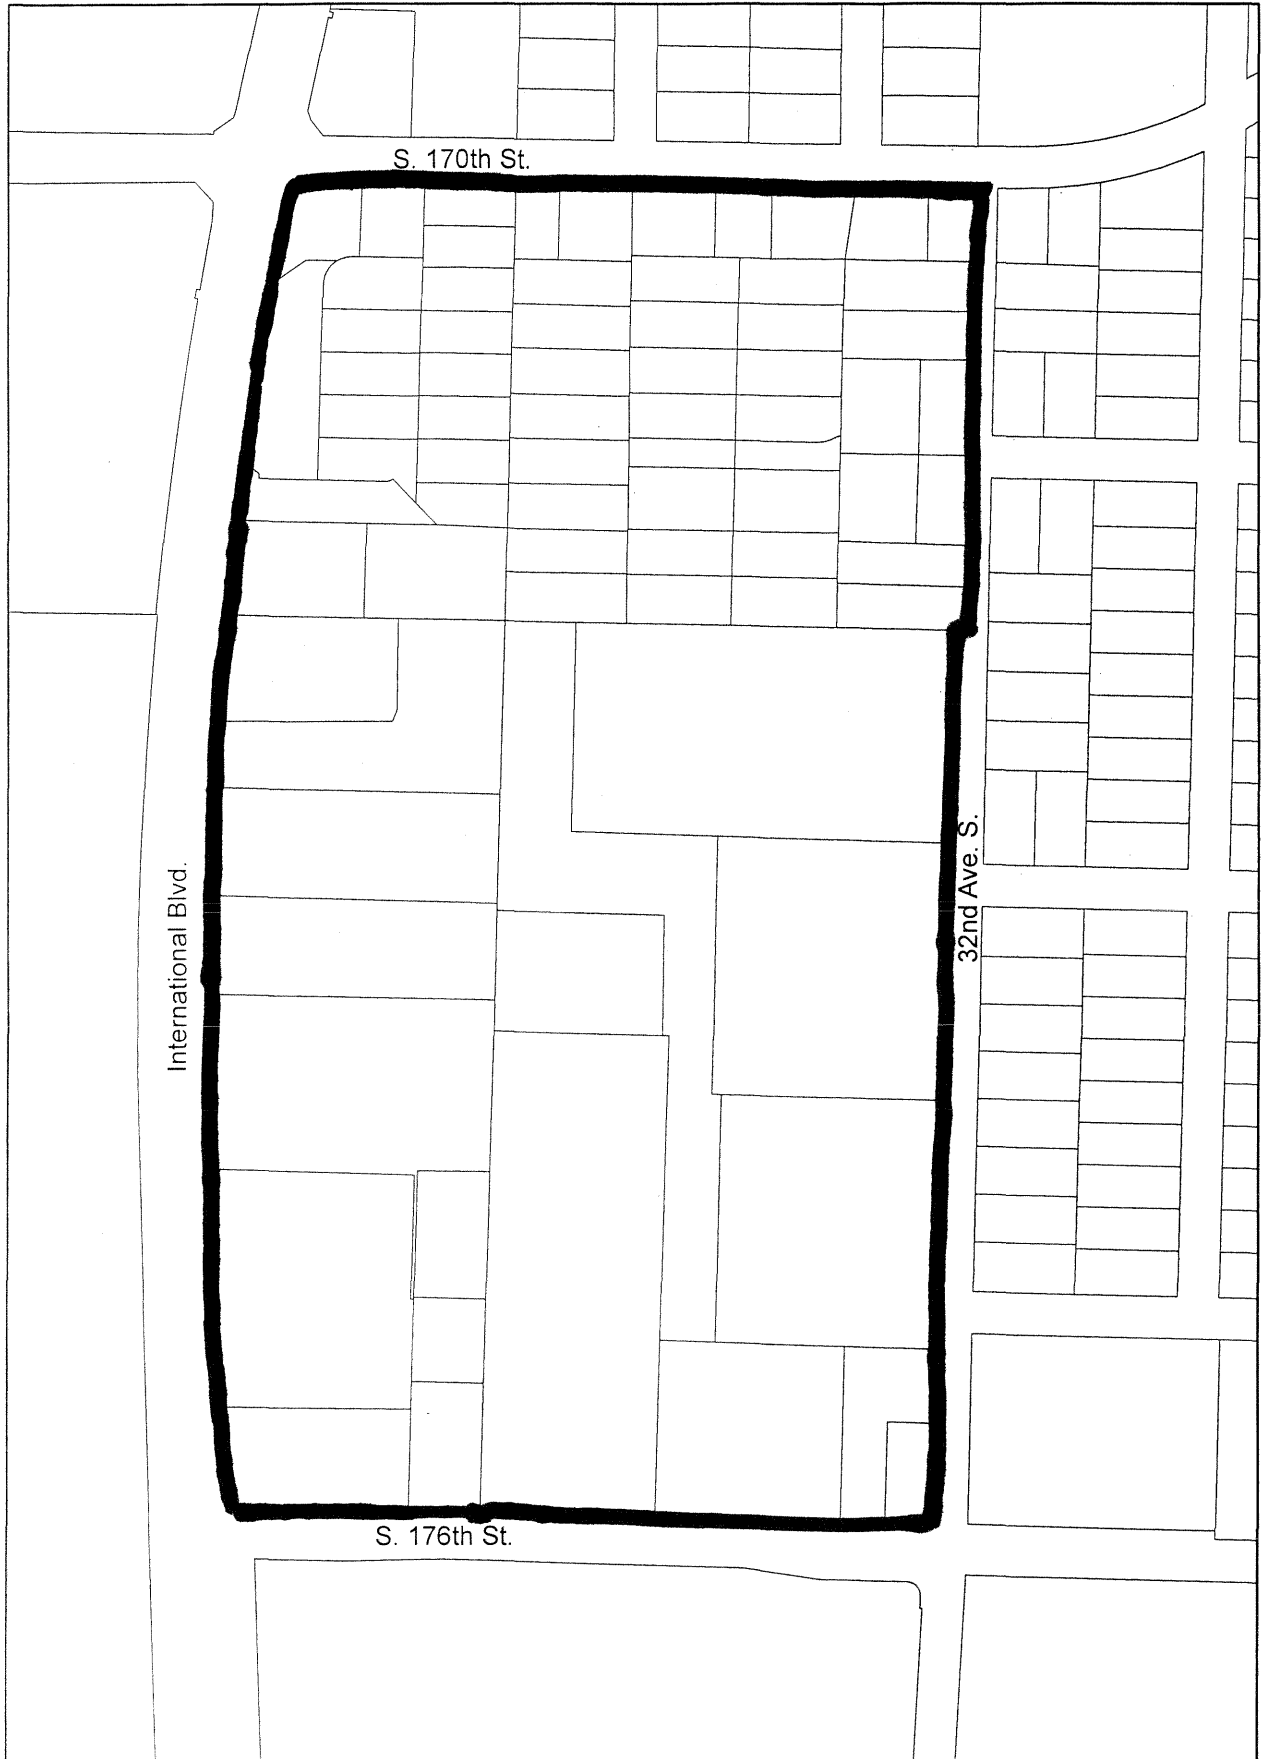 S. 170th St.
International Blvd.
32nd Ave. S.
S. 176th St.